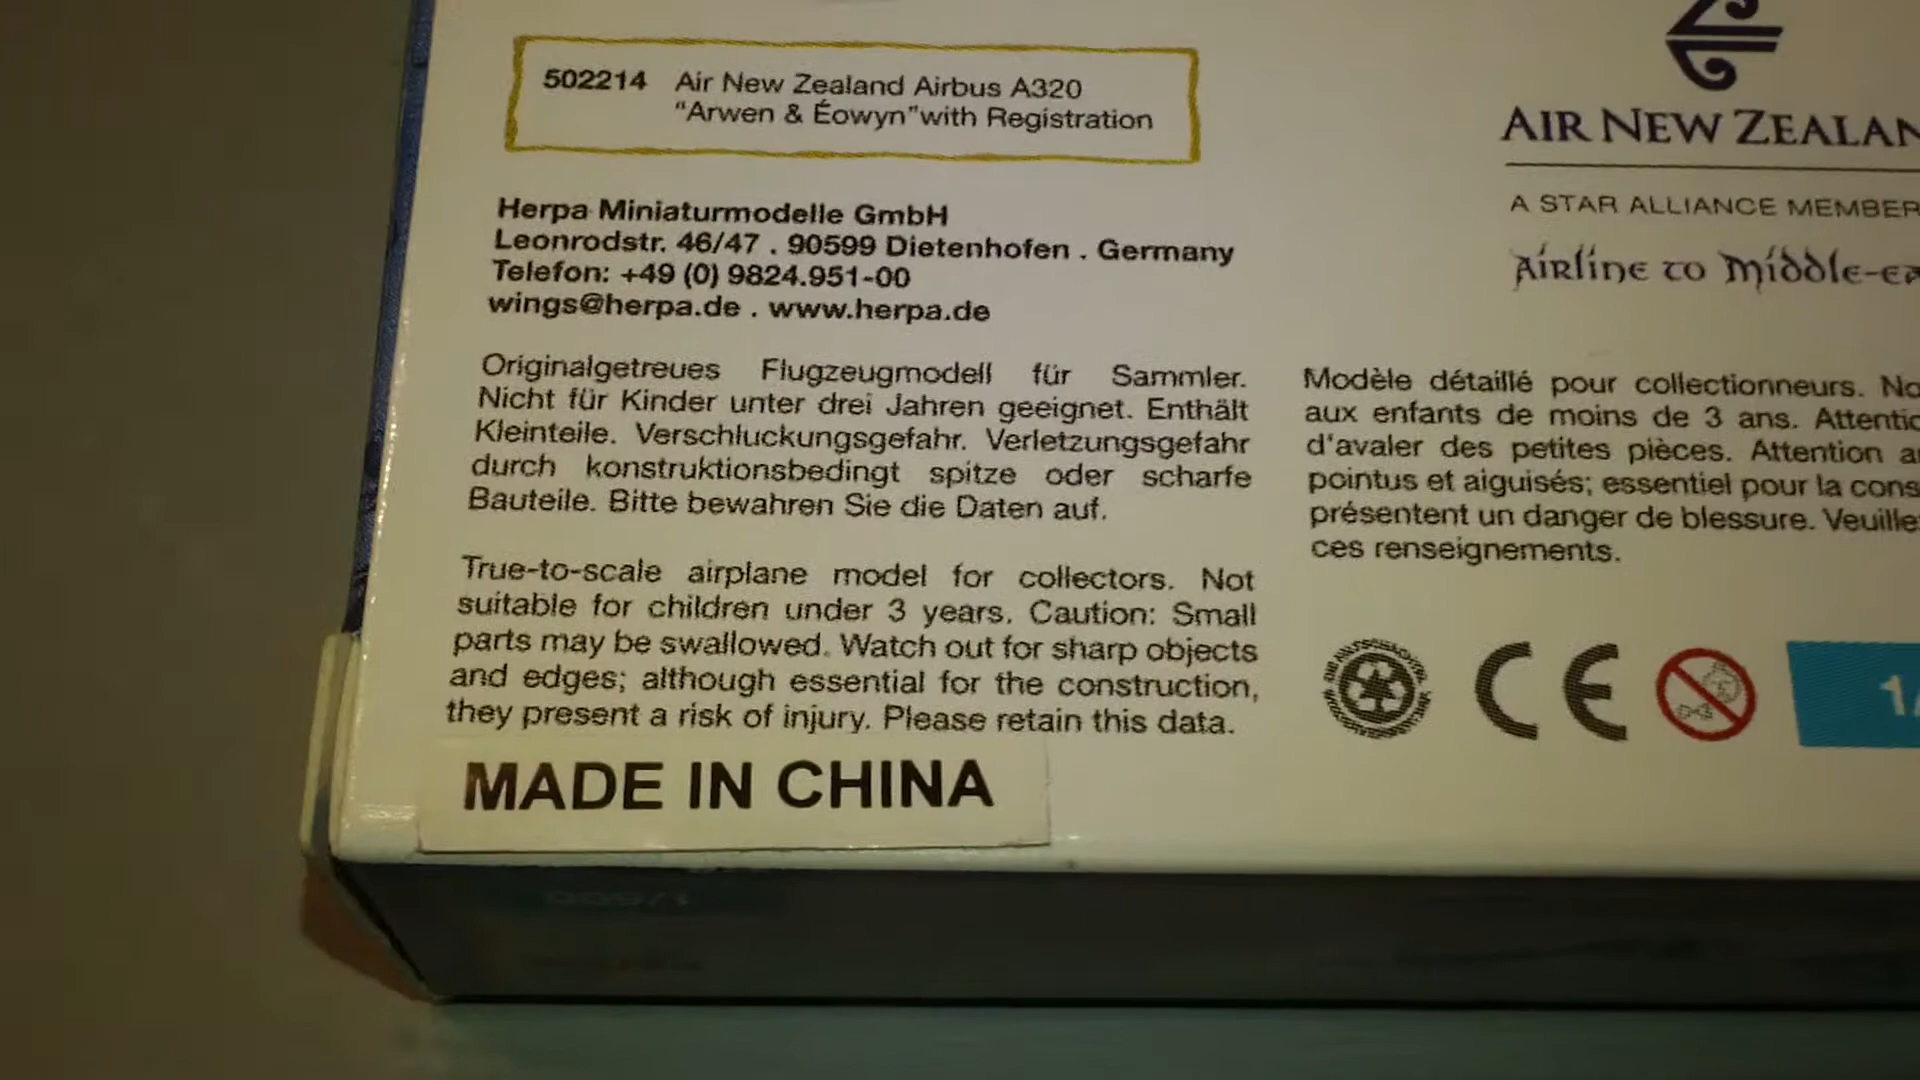 502214 Air New Zealand Airbus A320
“Arwen & Éowyn”with Registration
Herpa Miniaturmodelle GmbH
Leonrodstr. 46/47 . 90599 Dietenhofen . Germany
Telefon: +49 (0) 9824.951-00
wings@herpa.de . www.herpa.de
Originalgetreues Flugzeugmodell für Sammler.
Nicht für Kinder unter drei Jahren geeignet. Enthält
Kleinteile. Verschluckungsgefahr. Verletzungsgefahr
durch konstruktionsbedingt spitze oder scharfe
Bauteile. Bitte bewahren Sie die Daten auf.
True-to-scale airplane model for collectors. Not
suitable for children under 3 years. Caution: Small
parts may be swallowed. Watch out for sharp objects
and edges; although essential for the construction,
they present a risk of injury. Please retain this data.
MADE IN CHINA
AIR NEW ZEALAN
A STAR ALLIANCE MEMBER
Airline to Middle-ea
Modèle détaillé pour collectionneurs. No
aux enfants de moins de 3 ans. Attentio
d'avaler des petites pièces. Attention a
pointus et aiguisés; essentiel pour la cons
présentent un danger de blessure. Veuille
ces renseignements.
CE